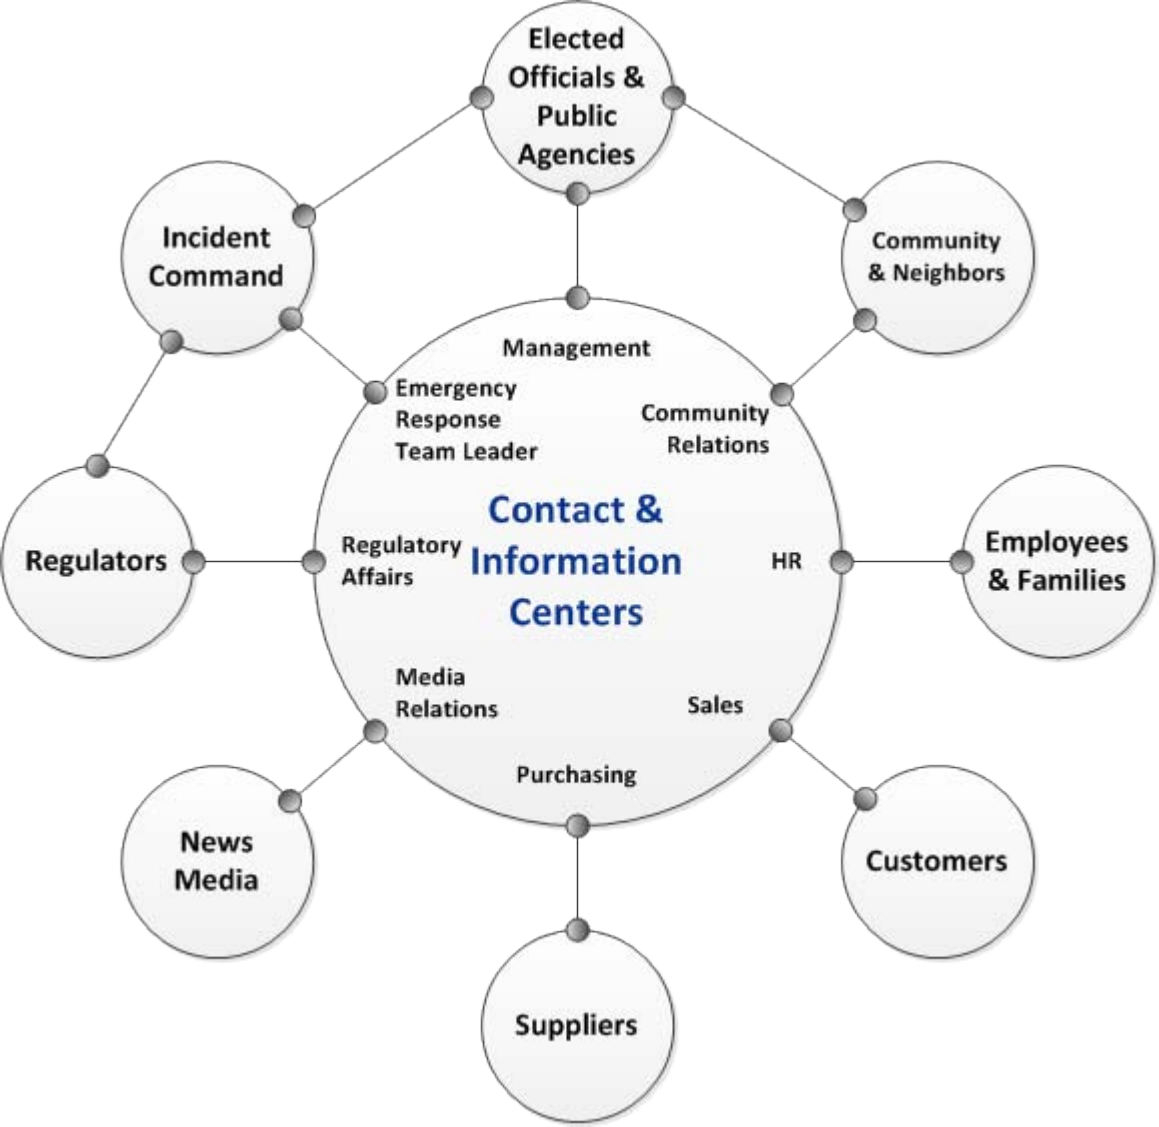 Elected
Officials &
Public
Agencies
Incident
Command
Community
& Neighbors
Management
Emergency
Response
Team Leader
Community
Relations
Contact &
Information
Centers
Regulators
Regulatory
Affairs
HR
Employees
& Families
Media
Relations
Sales
Purchasing
News
Media
Customers
Suppliers